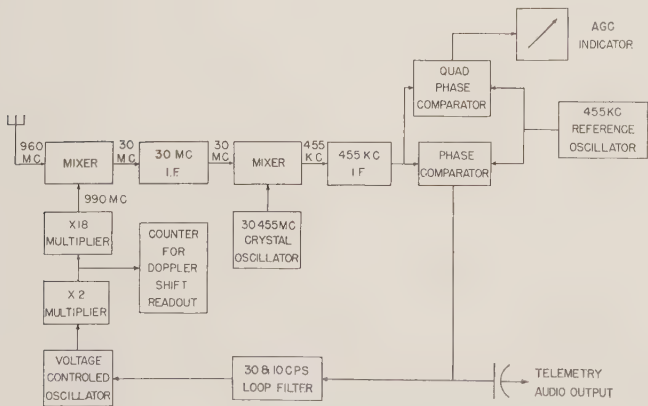 AGC
INDICATOR
QUAD
PHASE
COMPARATOR
455KC
REFERENCE
OSCILLATOR
960
MC
MIXER
30
MC
30 MC
I.F
30
MC
MIXER
455
KC
455 KC
I F
PHASE
COMPARATOR
990 MC
X18
MULTIPLIER
COUNTER
FOR
DOPPLER
SHIFT
READOUT
30 455MC
CRYSTAL
OSCILLATOR
X 2
MULTIPLIER
VOLTAGE
CONTROLED
OSCILLATOR
30 & 10 CPS
LOOP FILTER
TELEMETRY
AUDIO OUTPUT